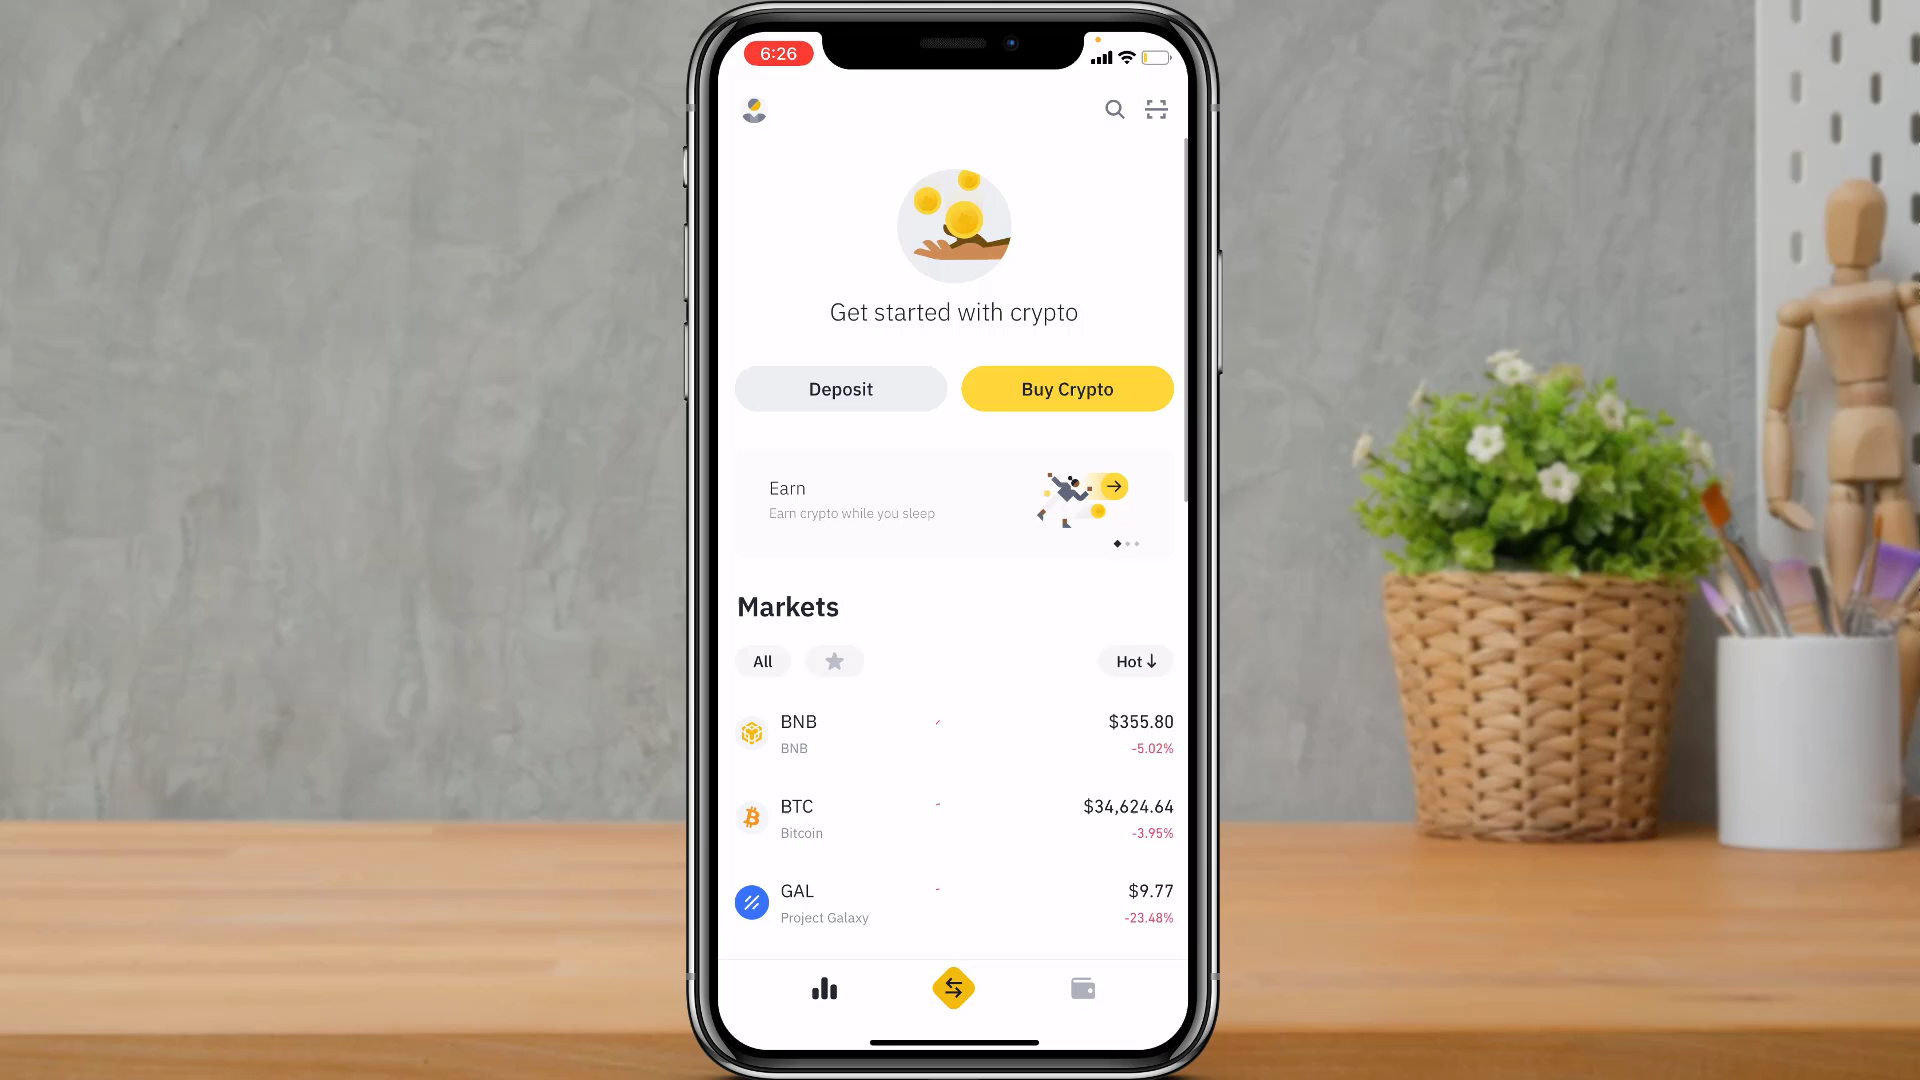 6:26
Get started with crypto
Deposit
Buy Crypto
Earn
Earn crypto while you sleep
Markets
All
Hot ↓
BNB
$355.80
BNB
-5.02%
BTC
$34,624.64
Bitcoin
-3.95%
GAL
$9.77
Project Galaxy
-23.48%